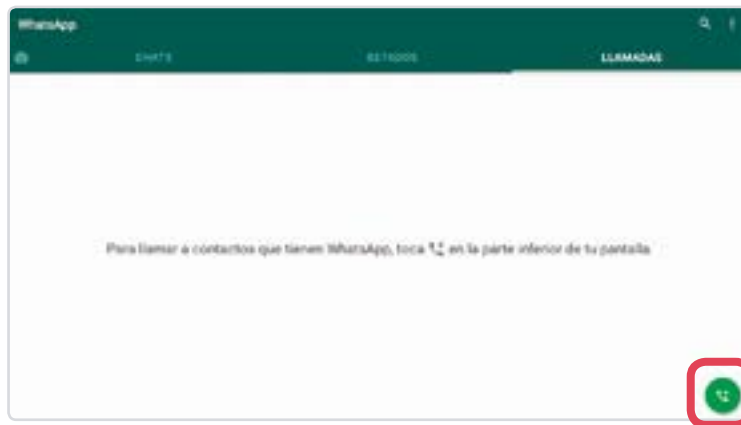 WhatsApp
CHATS ESTADOS LLAMADAS
Para llamar a contactos que tienen WhatsApp, toca en la parte inferior de tu pantalla